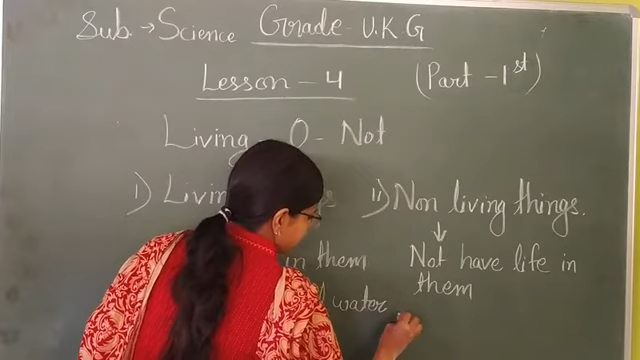 Sub. → Science Grade - U.K.G
Lesson - 4 (Part - 1st)
Living O - Not
i) Livin gs ii) Non living things.
↓
in them Not have life in
them
d water